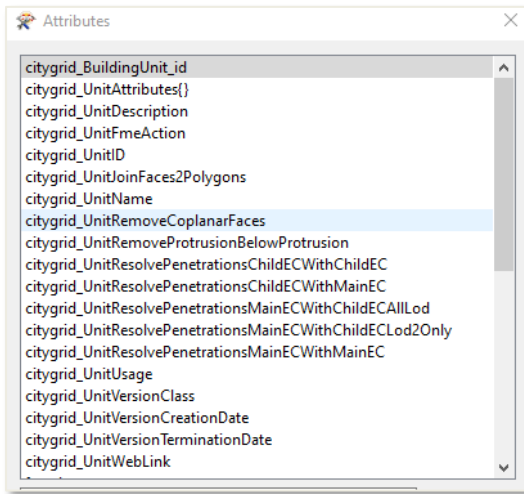 Attributes
citygrid_BuildingUnit_id
citygrid_UnitAttributes{}
citygrid_UnitDescription
citygrid_UnitFmeAction
citygrid_UnitID
citygrid_UnitJoinFaces2Polygons
citygrid_UnitName
citygrid_UnitRemoveCoplanarFaces
citygrid_UnitRemoveProtrusionBelowProtrusion
citygrid_UnitResolvePenetrationsChildECWithChildEC
citygrid_UnitResolvePenetrationsChildECWithMainEC
citygrid_UnitResolvePenetrationsMainECWithChildECAllLod
citygrid_UnitResolvePenetrationsMainECWithChildECLod2Only
citygrid_UnitResolvePenetrationsMainECWithMainEC
citygrid_UnitUsage
citygrid_UnitVersionClass
citygrid_UnitVersionCreationDate
citygrid_UnitVersionTerminationDate
citygrid_UnitWebLink